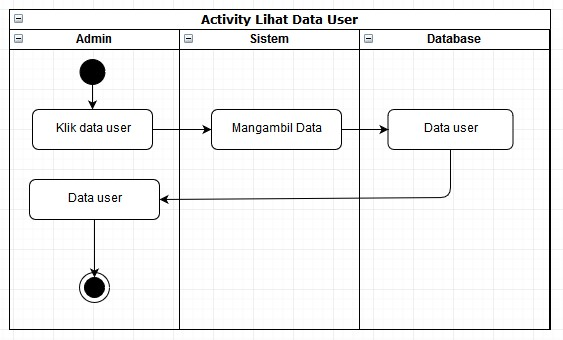 Activity Lihat Data User
Admin
Sistem
Database
Klik data user
Mangambil Data
Data user
Data user